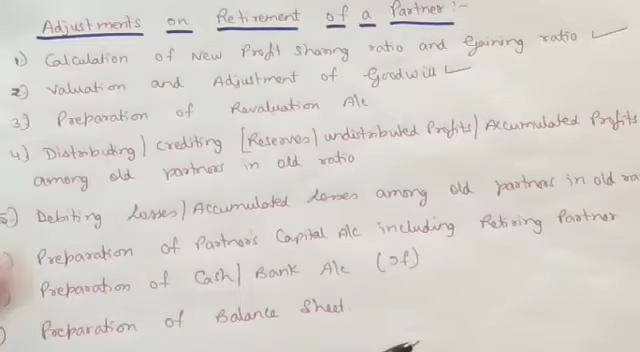 Adjustments on Retirement of a Partner :-
1) Calculation of New Profit sharing ratio and Gaining ratio
2) Valuation and Adjustment of Goodwill
3) Preparation of Revaluation A/c
4) Distributing / crediting [Reserves / undistributed Profits / Accumulated Profits
among old partners in old ratio
5) Debiting losses / Accumulated losses among old partners in old ra
) Preparation of Partners Capital A/c including Retiring Partner
) Preparation of Cash / Bank A/c (If)
) Preparation of Balance Sheet.